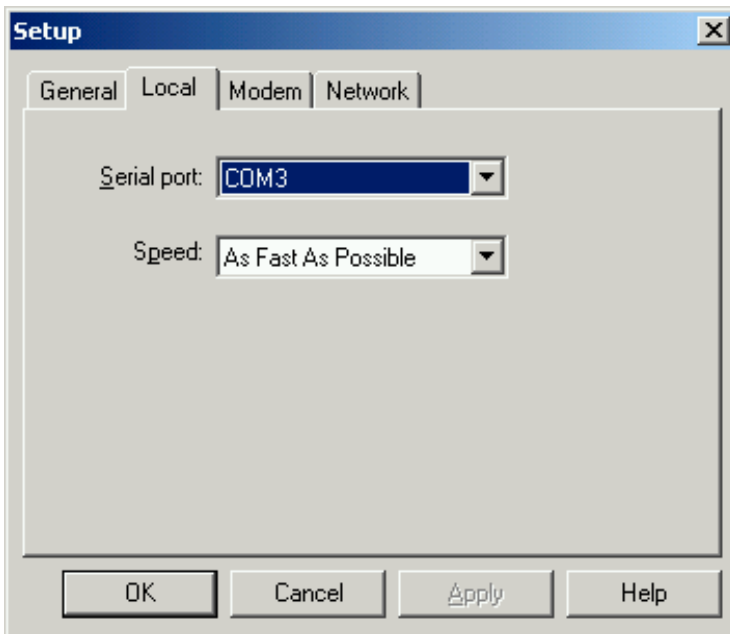 Setup
General Local Modem Network
Serial port: COM3
Speed: As Fast As Possible
OK Cancel Apply Help